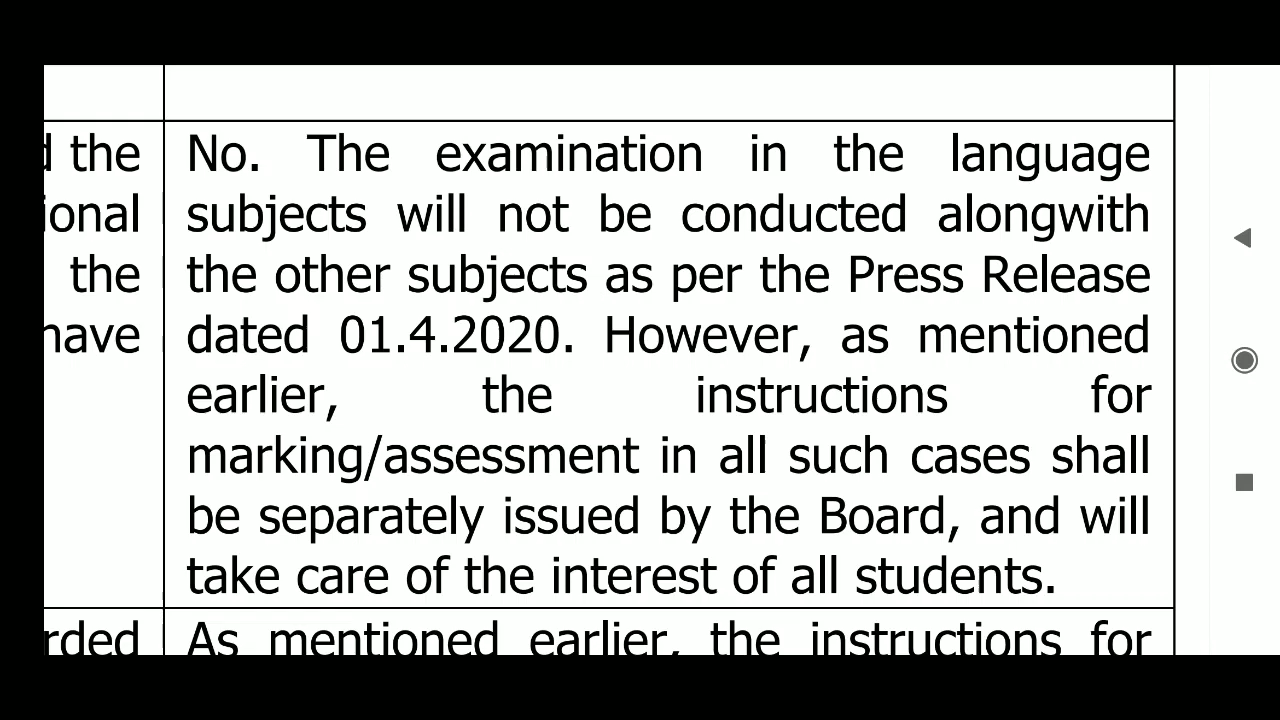 the
No. The examination in the language
subjects will not be conducted alongwith
the
the other subjects as per the Press Release
dated 01.4.2020. However, as mentioned
earlier, the instructions for
marking/assessment in all such cases shall
be separately issued by the Board, and will
take care of the interest of all students.
As mentioned earlier, the instructions for